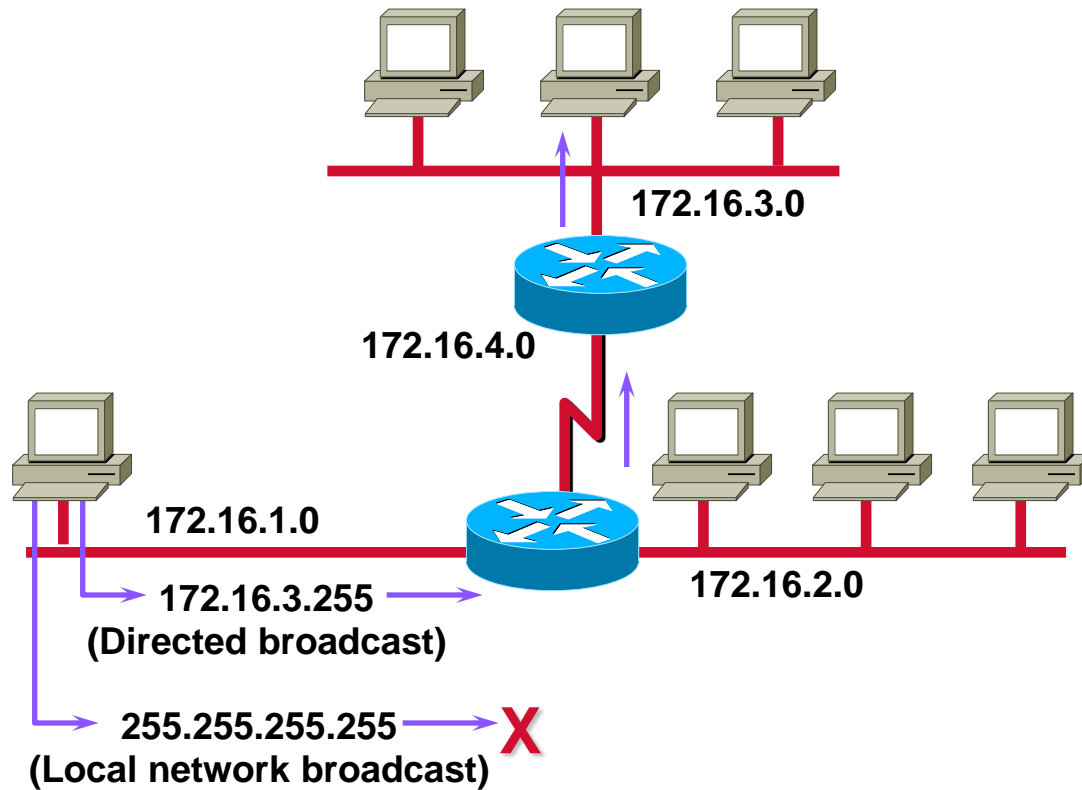 172.16.3.0
172.16.4.0
172.16.1.0
172.16.2.0
172.16.3.255
(Directed broadcast)
255.255.255.255
X
(Local network broadcast)